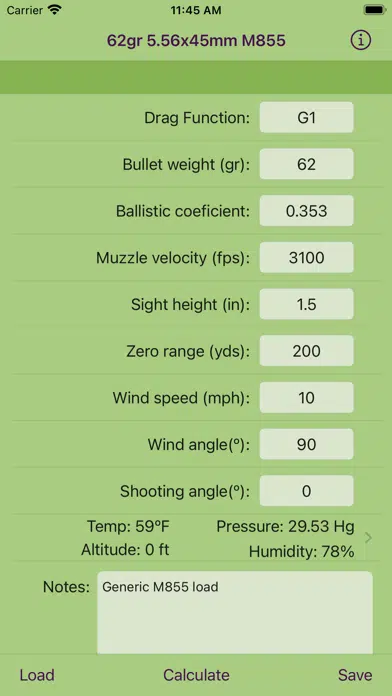 Carrier 11:45 AM
62gr 5.56x45mm M855
Drag Function: G1
Bullet weight (gr): 62
Ballistic coeficient: 0.353
Muzzle velocity (fps): 3100
Sight height (in): 1.5
Zero range (yds): 200
Wind speed (mph): 10
Wind angle(º): 90
Shooting angle(º): 0
Temp: 59ºF Pressure: 29.53 Hg
Altitude: 0 ft Humidity: 78%
Notes: Generic M855 load
Load Calculate Save